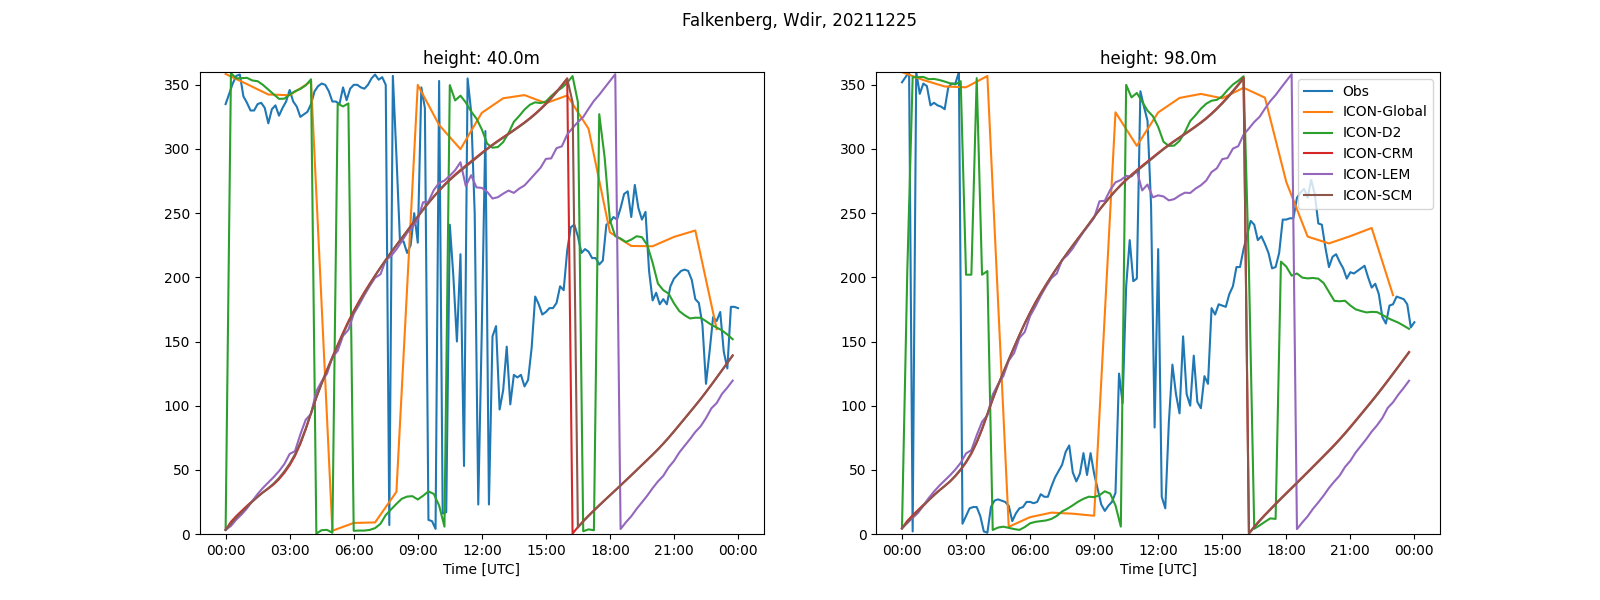 Falkenberg, Wdir, 20211225
height: 40.0m
350
300
250
200
150
100
50
0
00:00 03:00 06:00 09:00 12:00 15:00 18:00 21:00 00:00
Time [UTC]
height: 98.0m
350
300
250
200
150
100
50
0
00:00 03:00 06:00 09:00 12:00 15:00 18:00 21:00 00:00
Time [UTC]
Obs
ICON-Global
ICON-D2
ICON-CRM
ICON-LEM
ICON-SCM